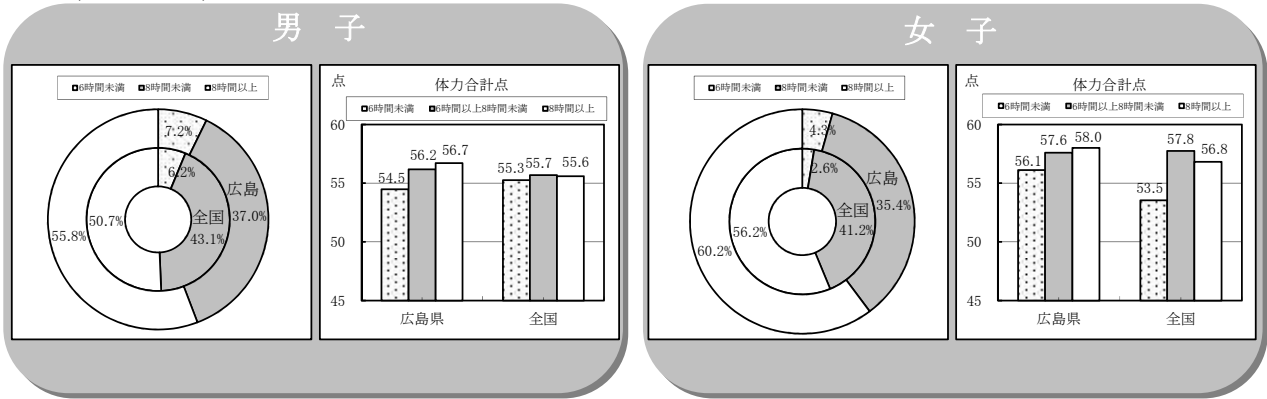 男 子
6時間未満 8時間未満 8時間以上
7.2%
6.2%
広島
37.0%
全国
43.1%
50.7%
55.8%
点
体力合計点
6時間未満 6時間以上8時間未満 8時間以上
60
55
50
45
54.5
56.2
56.7
55.3
55.7
55.6
広島県
全国
女 子
6時間未満 8時間未満 8時間以上
4.3%
2.6%
広島
35.4%
全国
41.2%
56.2%
60.2%
点
体力合計点
6時間未満 6時間以上8時間未満 8時間以上
60
55
50
45
56.1
57.6
58.0
53.5
57.8
56.8
広島県
全国